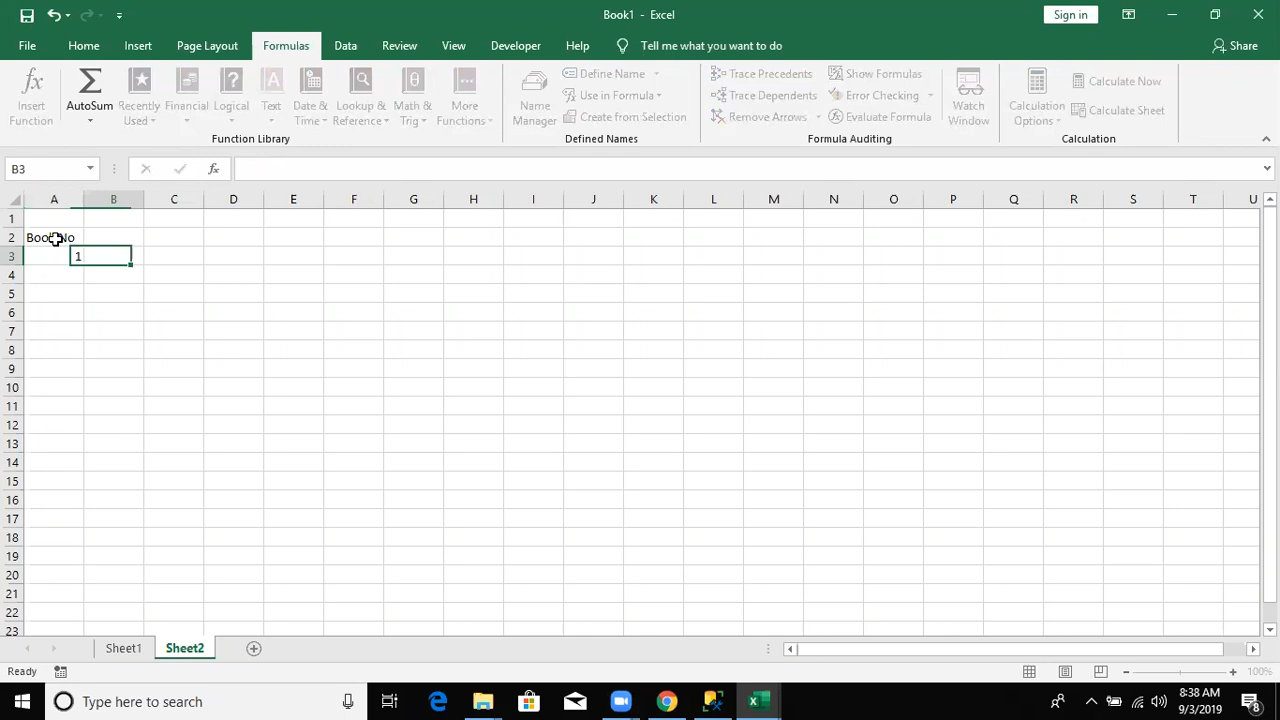 Book1 - Excel
Sign in
File Home Insert Page Layout Formulas Data Review View Developer Help Tell me what you want to do Share
Insert Function
AutoSum
Recently Used
Financial
Logical
Text
Date & Time
Lookup & Reference
Math & Trig
More Functions
Function Library
Name Manager
Define Name
Use in Formula
Create from Selection
Defined Names
Trace Precedents
Trace Dependents
Remove Arrows
Show Formulas
Error Checking
Evaluate Formula
Formula Auditing
Watch Window
Calculation Options
Calculate Now
Calculate Sheet
Calculation
B3 fx
A B C D E F G H I J K L M N O P Q R S T U
1
2 Book No
3 1
4
5
6
7
8
9
10
11
12
13
14
15
16
17
18
19
20
21
22
23
Sheet1 Sheet2
Ready 100%
Type here to search
8:38 AM
9/3/2019
8